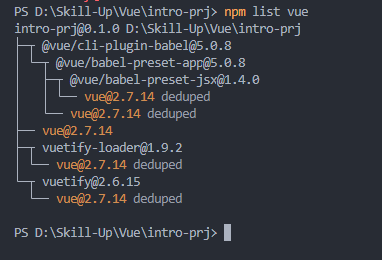 PS D:\Skill-Up\Vue\intro-prj> npm list vue
intro-prj@0.1.0 D:\Skill-Up\Vue\intro-prj
├─┬ @vue/cli-plugin-babel@5.0.8
│ └─┬ @vue/babel-preset-app@5.0.8
│   ├─┬ @vue/babel-preset-jsx@1.4.0
│   │ └── vue@2.7.14 deduped
│   └── vue@2.7.14 deduped
├── vue@2.7.14
├─┬ vuetify-loader@1.9.2
│ └── vue@2.7.14 deduped
└─┬ vuetify@2.6.15
  └── vue@2.7.14 deduped
PS D:\Skill-Up\Vue\intro-prj>